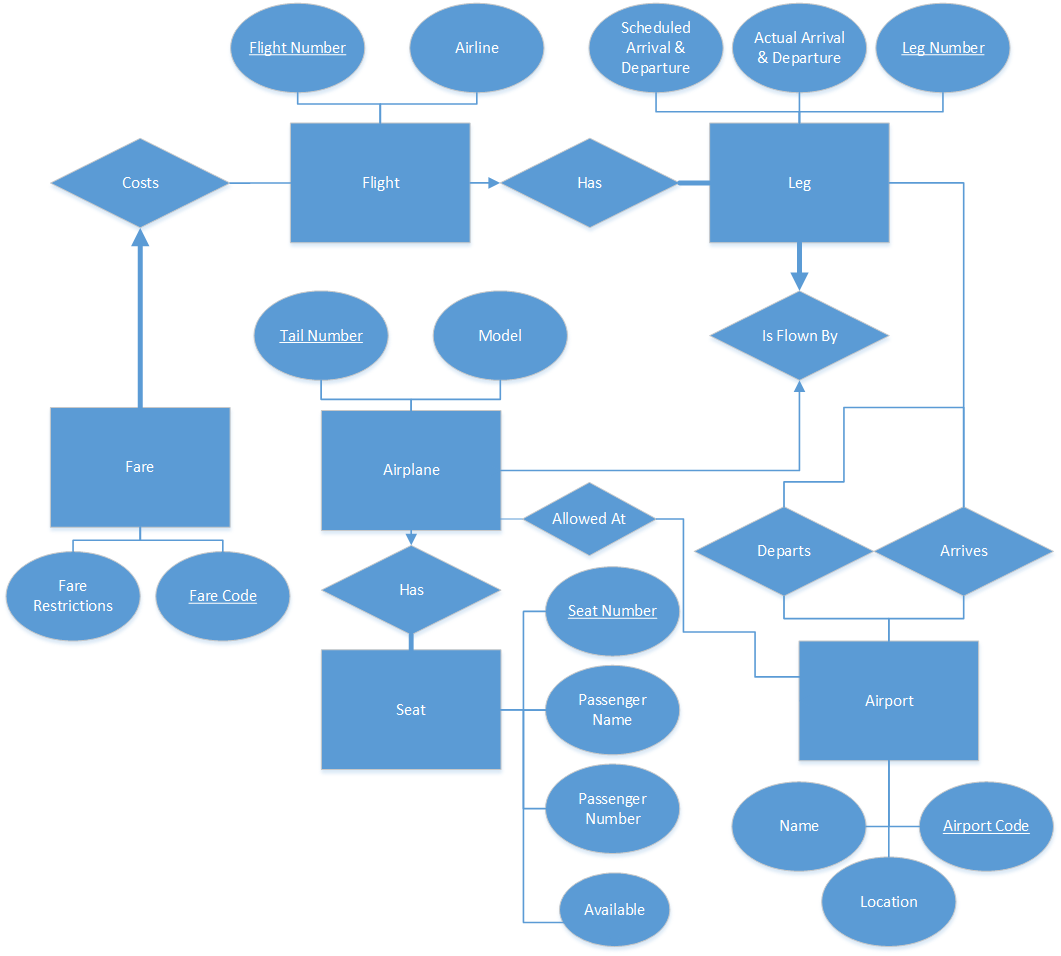 Flight Number
Airline
Scheduled
Arrival &
Departure
Actual Arrival
& Departure
Leg Number
Costs
Flight
Has
Leg
Tail Number
Model
Is Flown By
Fare
Airplane
Allowed At
Departs
Arrives
Fare
Restrictions
Fare Code
Has
Seat Number
Seat
Passenger
Name
Airport
Passenger
Number
Name
Airport Code
Available
Location